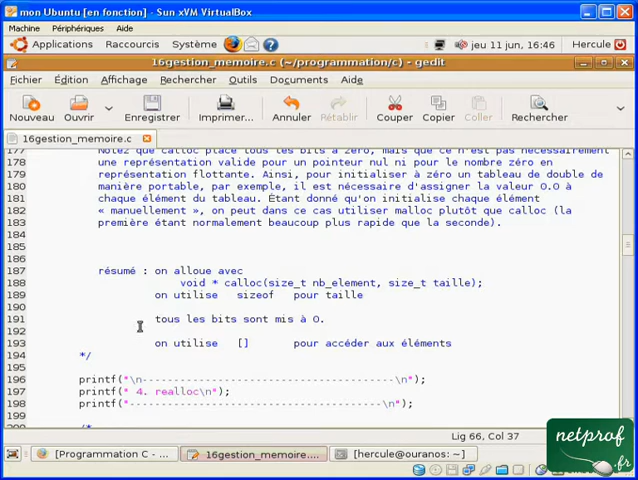 mon Ubuntu [en fonction] - Sun xVM VirtualBox
Machine Périphériques Aide
Applications Raccourcis Système jeu 11 jun, 16:46 Hercule
16gestion_memoire.c (~/programmation/c) - gedit
Fichier Édition Affichage Rechercher Outils Documents Aide
Nouveau Ouvrir Enregistrer Imprimer... Annuler Rétablir Couper Copier Coller Rechercher
16gestion_memoire.c
177 Notez que calloc place tous les bits à zéro, mais que ce n'est pas nécessairement
178 une représentation valide pour un pointeur nul ni pour le nombre zéro en
179 représentation flottante. Ainsi, pour initialiser à zéro un tableau de double de
180 manière portable, par exemple, il est nécessaire d'assigner la valeur 0.0 à
181 chaque élément du tableau. Étant donné qu'on initialise chaque élément
182 « manuellement », on peut dans ce cas utiliser malloc plutôt que calloc (la
183 première étant normalement beaucoup plus rapide que la seconde).
184
185
186
187 résumé : on alloue avec
188 void * calloc(size_t nb_element, size_t taille);
189 on utilise sizeof pour taille
190
191 tous les bits sont mis à 0.
192
193 on utilise [] pour accéder aux éléments
194 */
195
196 printf("\n----------------------------------------\n");
197 printf(" 4. realloc\n");
198 printf("----------------------------------------\n");
199
200 /*
Lig 66, Col 37 INS
[Programmation C - ... 16gestion_memoire.... [hercule@ouranos: ~]
netprof
.fr